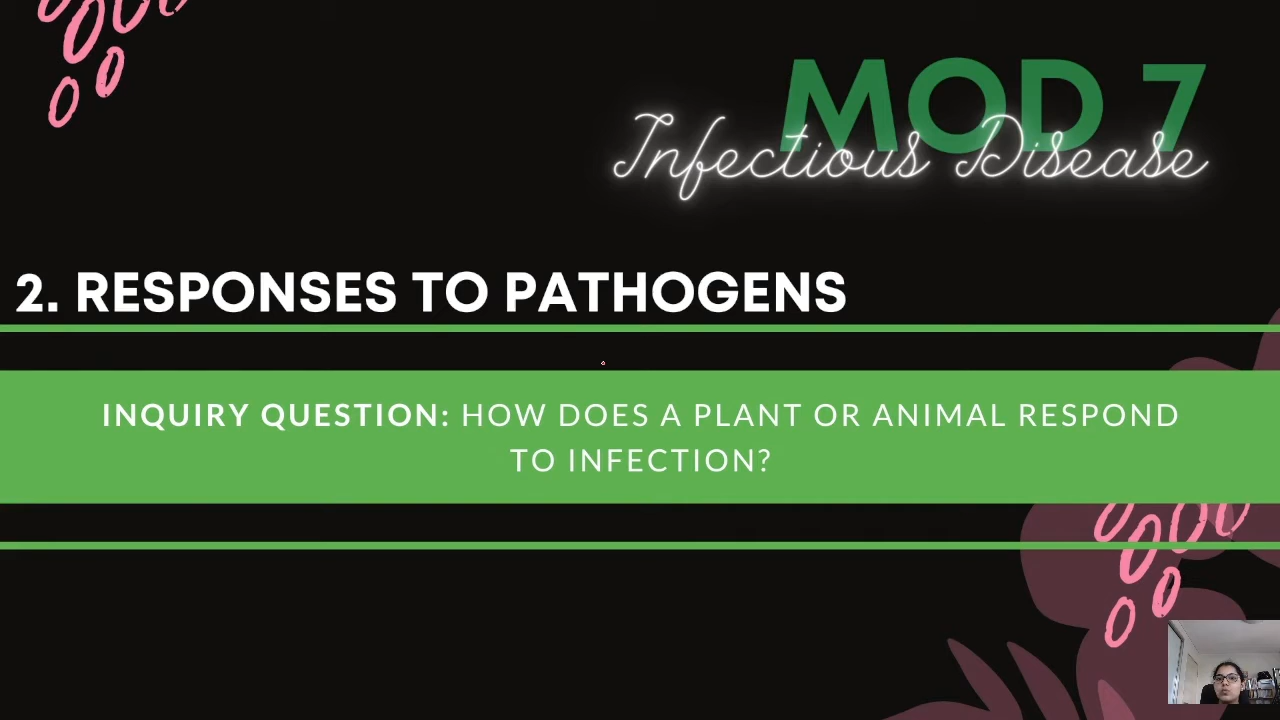 MOD 7
Infectious Disease
2. RESPONSES TO PATHOGENS
INQUIRY QUESTION: HOW DOES A PLANT OR ANIMAL RESPOND
TO INFECTION?